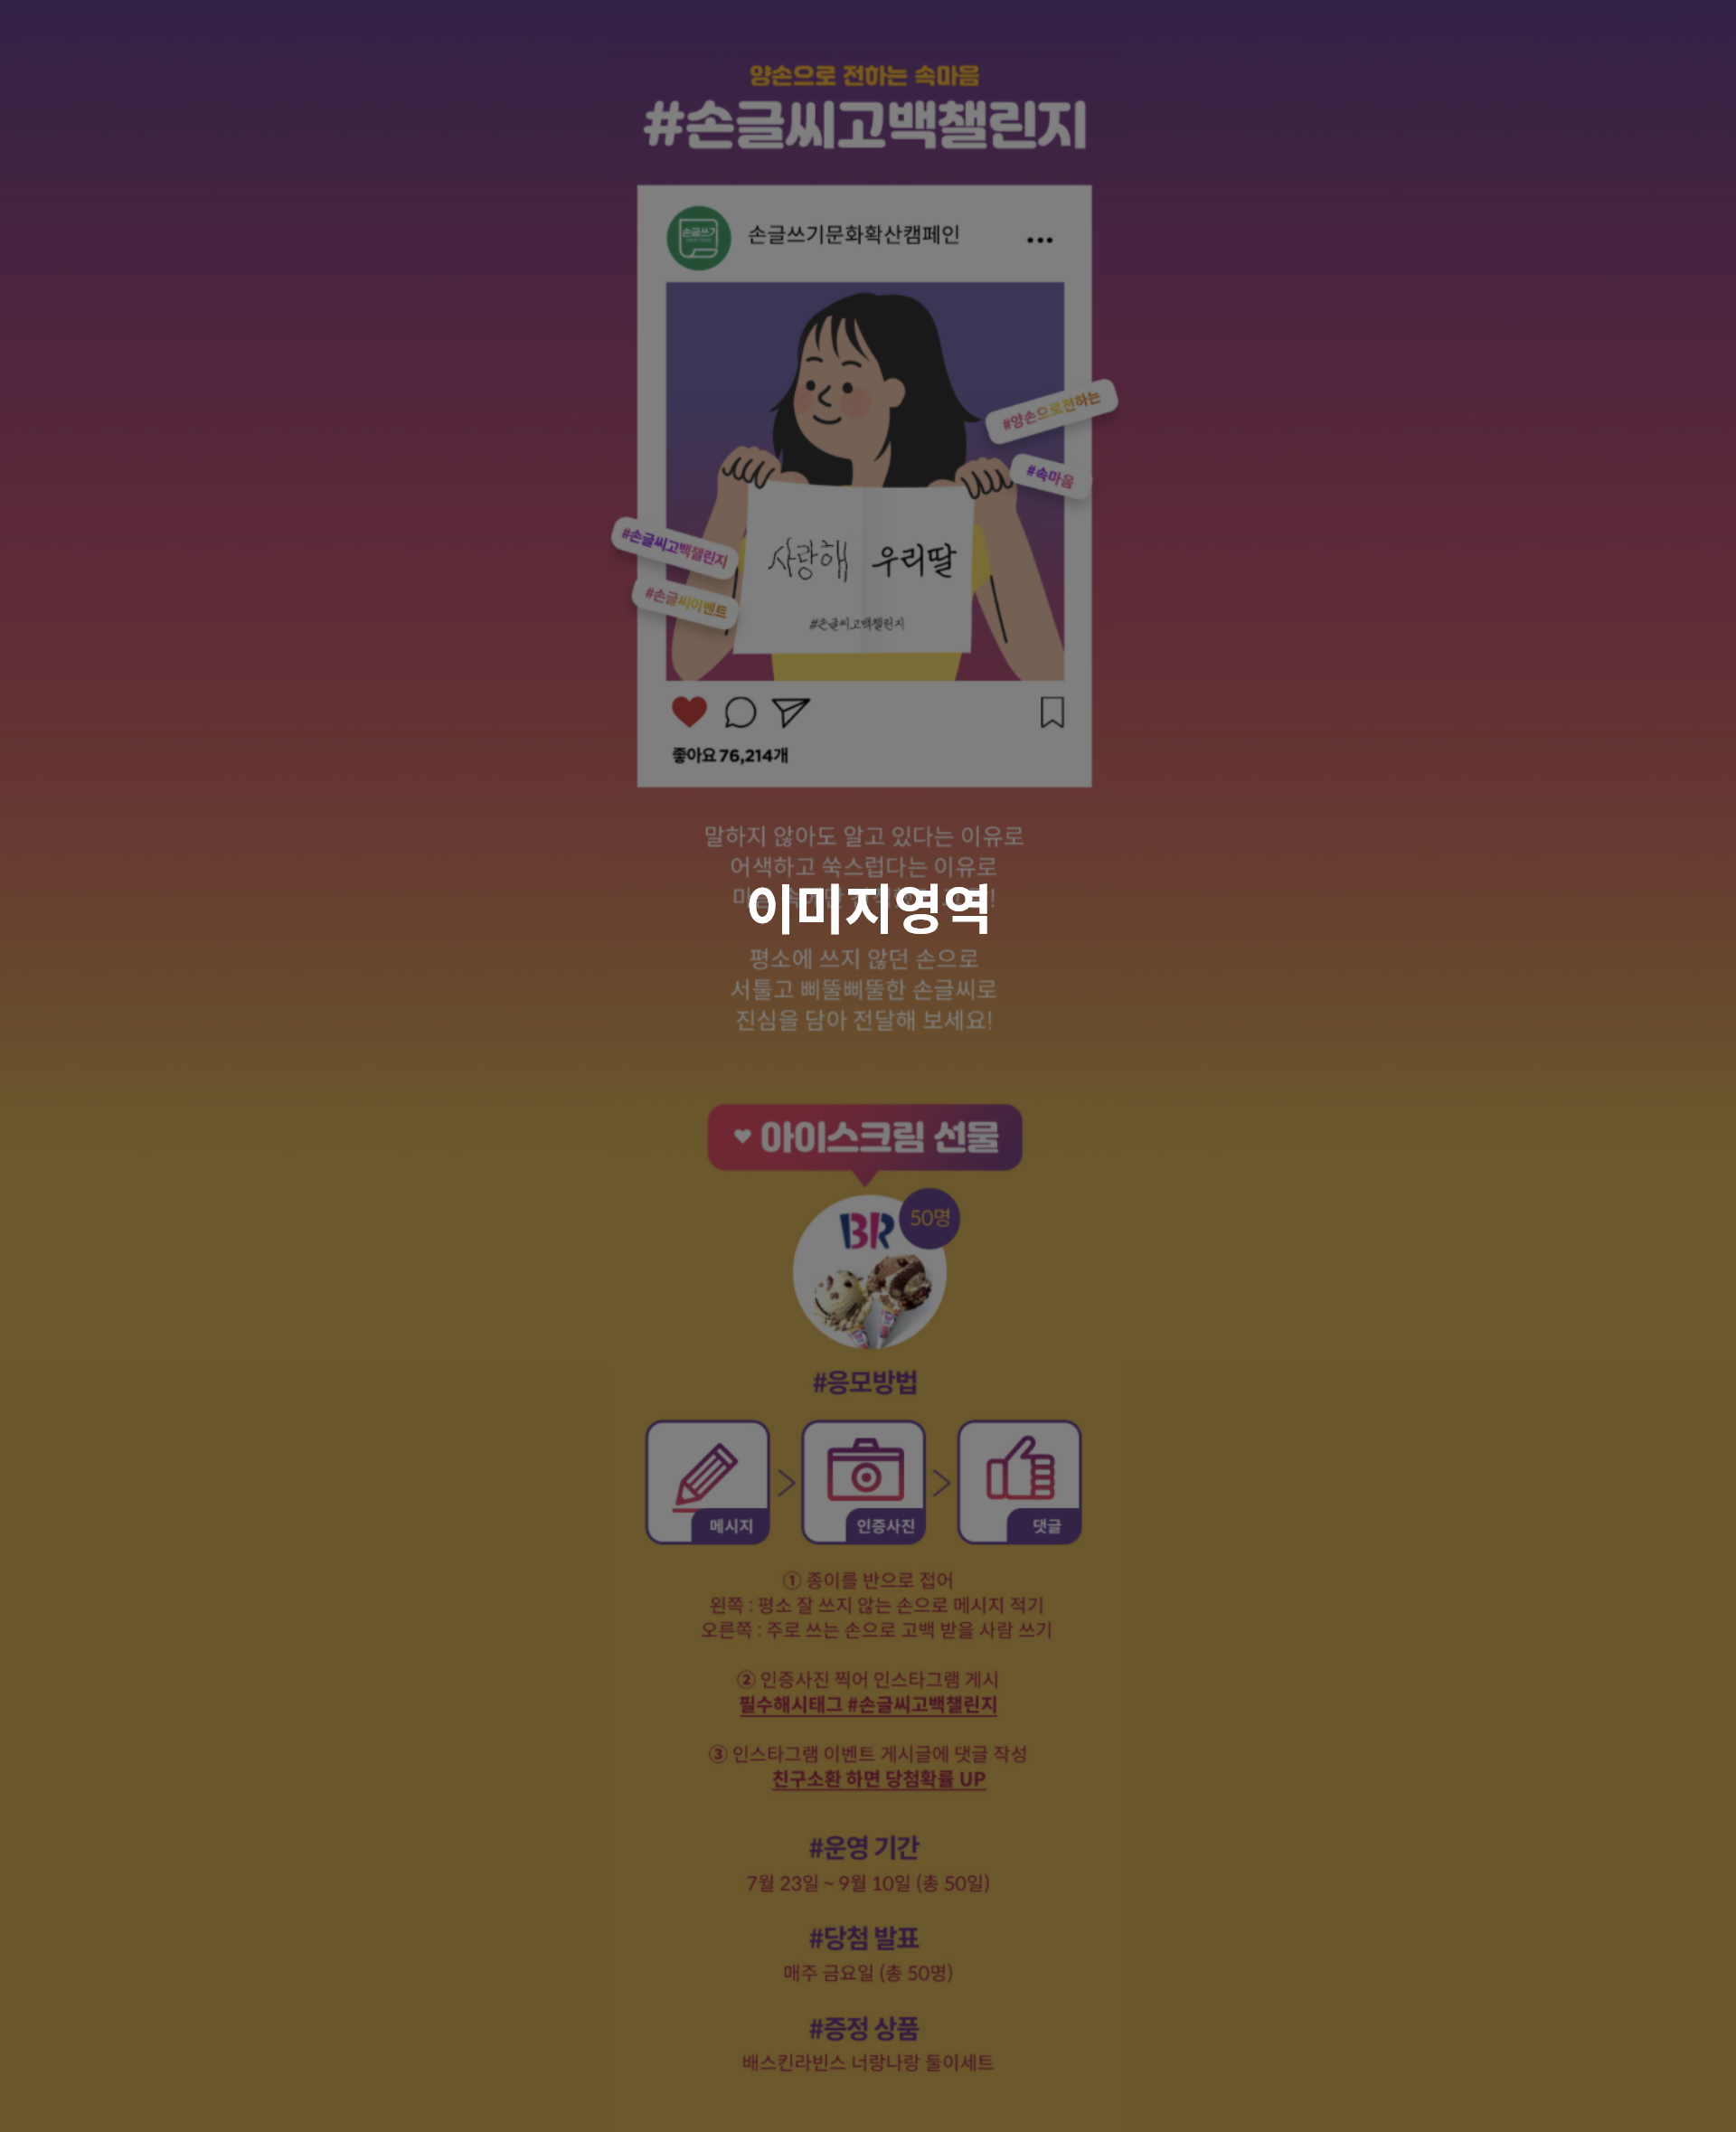 양손으로 전하는 속마음
#손글씨고백챌린지
손글쓰기
손글쓰기문화확산캠페인
#양손으로전하는
#속마음
#손글씨고백챌린지
#손글씨이벤트
사랑해 우리딸
#손글씨고백챌린지
좋아요 76,214개
말하지 않아도 알고 있다는 이유로
어색하고 쑥스럽다는 이유로
이미지영역
평소에 쓰지 않던 손으로
서툴고 삐뚤삐뚤한 손글씨로
진심을 담아 전달해 보세요!
아이스크림 선물
BR
50명
#응모방법
메시지 > 인증사진 > 댓글
① 종이를 반으로 접어
왼쪽 : 평소 잘 쓰지 않는 손으로 메시지 적기
오른쪽 : 주로 쓰는 손으로 고백 받을 사람 쓰기
② 인증사진 찍어 인스타그램 게시
필수해시태그 #손글씨고백챌린지
③ 인스타그램 이벤트 게시글에 댓글 작성
친구소환 하면 당첨확률 UP
#운영 기간
7월 23일 ~ 9월 10일 (총 50일)
#당첨 발표
매주 금요일 (총 50명)
#증정 상품
배스킨라빈스 너랑나랑 둘이세트